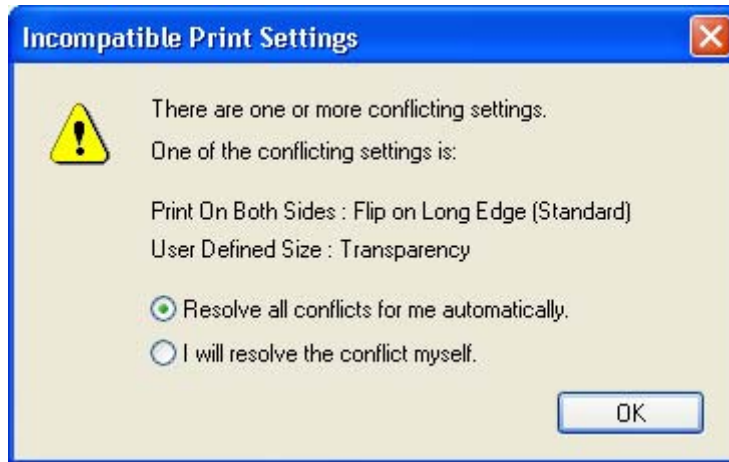 Incompatible Print Settings
There are one or more conflicting settings.
One of the conflicting settings is:
Print On Both Sides : Flip on Long Edge (Standard)
User Defined Size : Transparency
Resolve all conflicts for me automatically.
I will resolve the conflict myself.
OK